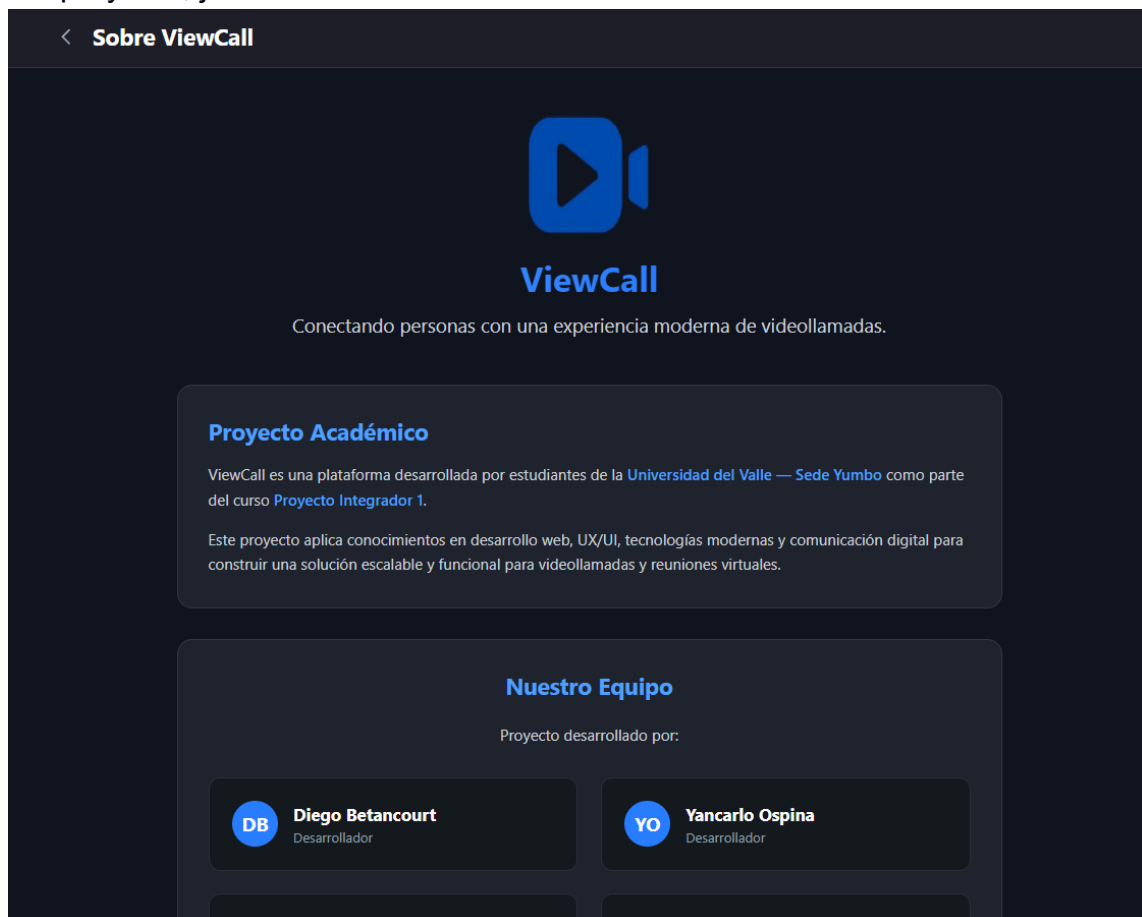 Sobre ViewCall
ViewCall
Conectando personas con una experiencia moderna de videollamadas.
Proyecto Académico
ViewCall es una plataforma desarrollada por estudiantes de la Universidad del Valle — Sede Yumbo como parte
del curso Proyecto Integrador 1.
Este proyecto aplica conocimientos en desarrollo web, UX/UI, tecnologías modernas y comunicación digital para
construir una solución escalable y funcional para videollamadas y reuniones virtuales.
Nuestro Equipo
Proyecto desarrollado por:
DB
Diego Betancourt
Desarrollador
YO
Yancarlo Ospina
Desarrollador